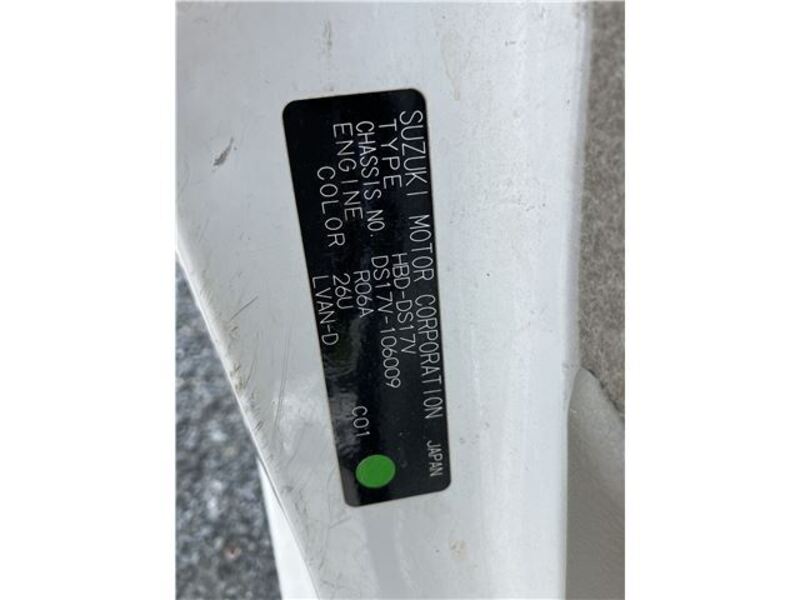 SUZUKI MOTOR CORPORATION JAPAN
TYPE HBD-DS17V
CHASSIS NO. DS17V-106009
ENGINE R06A
COLOR 26U C01
LVAN-D